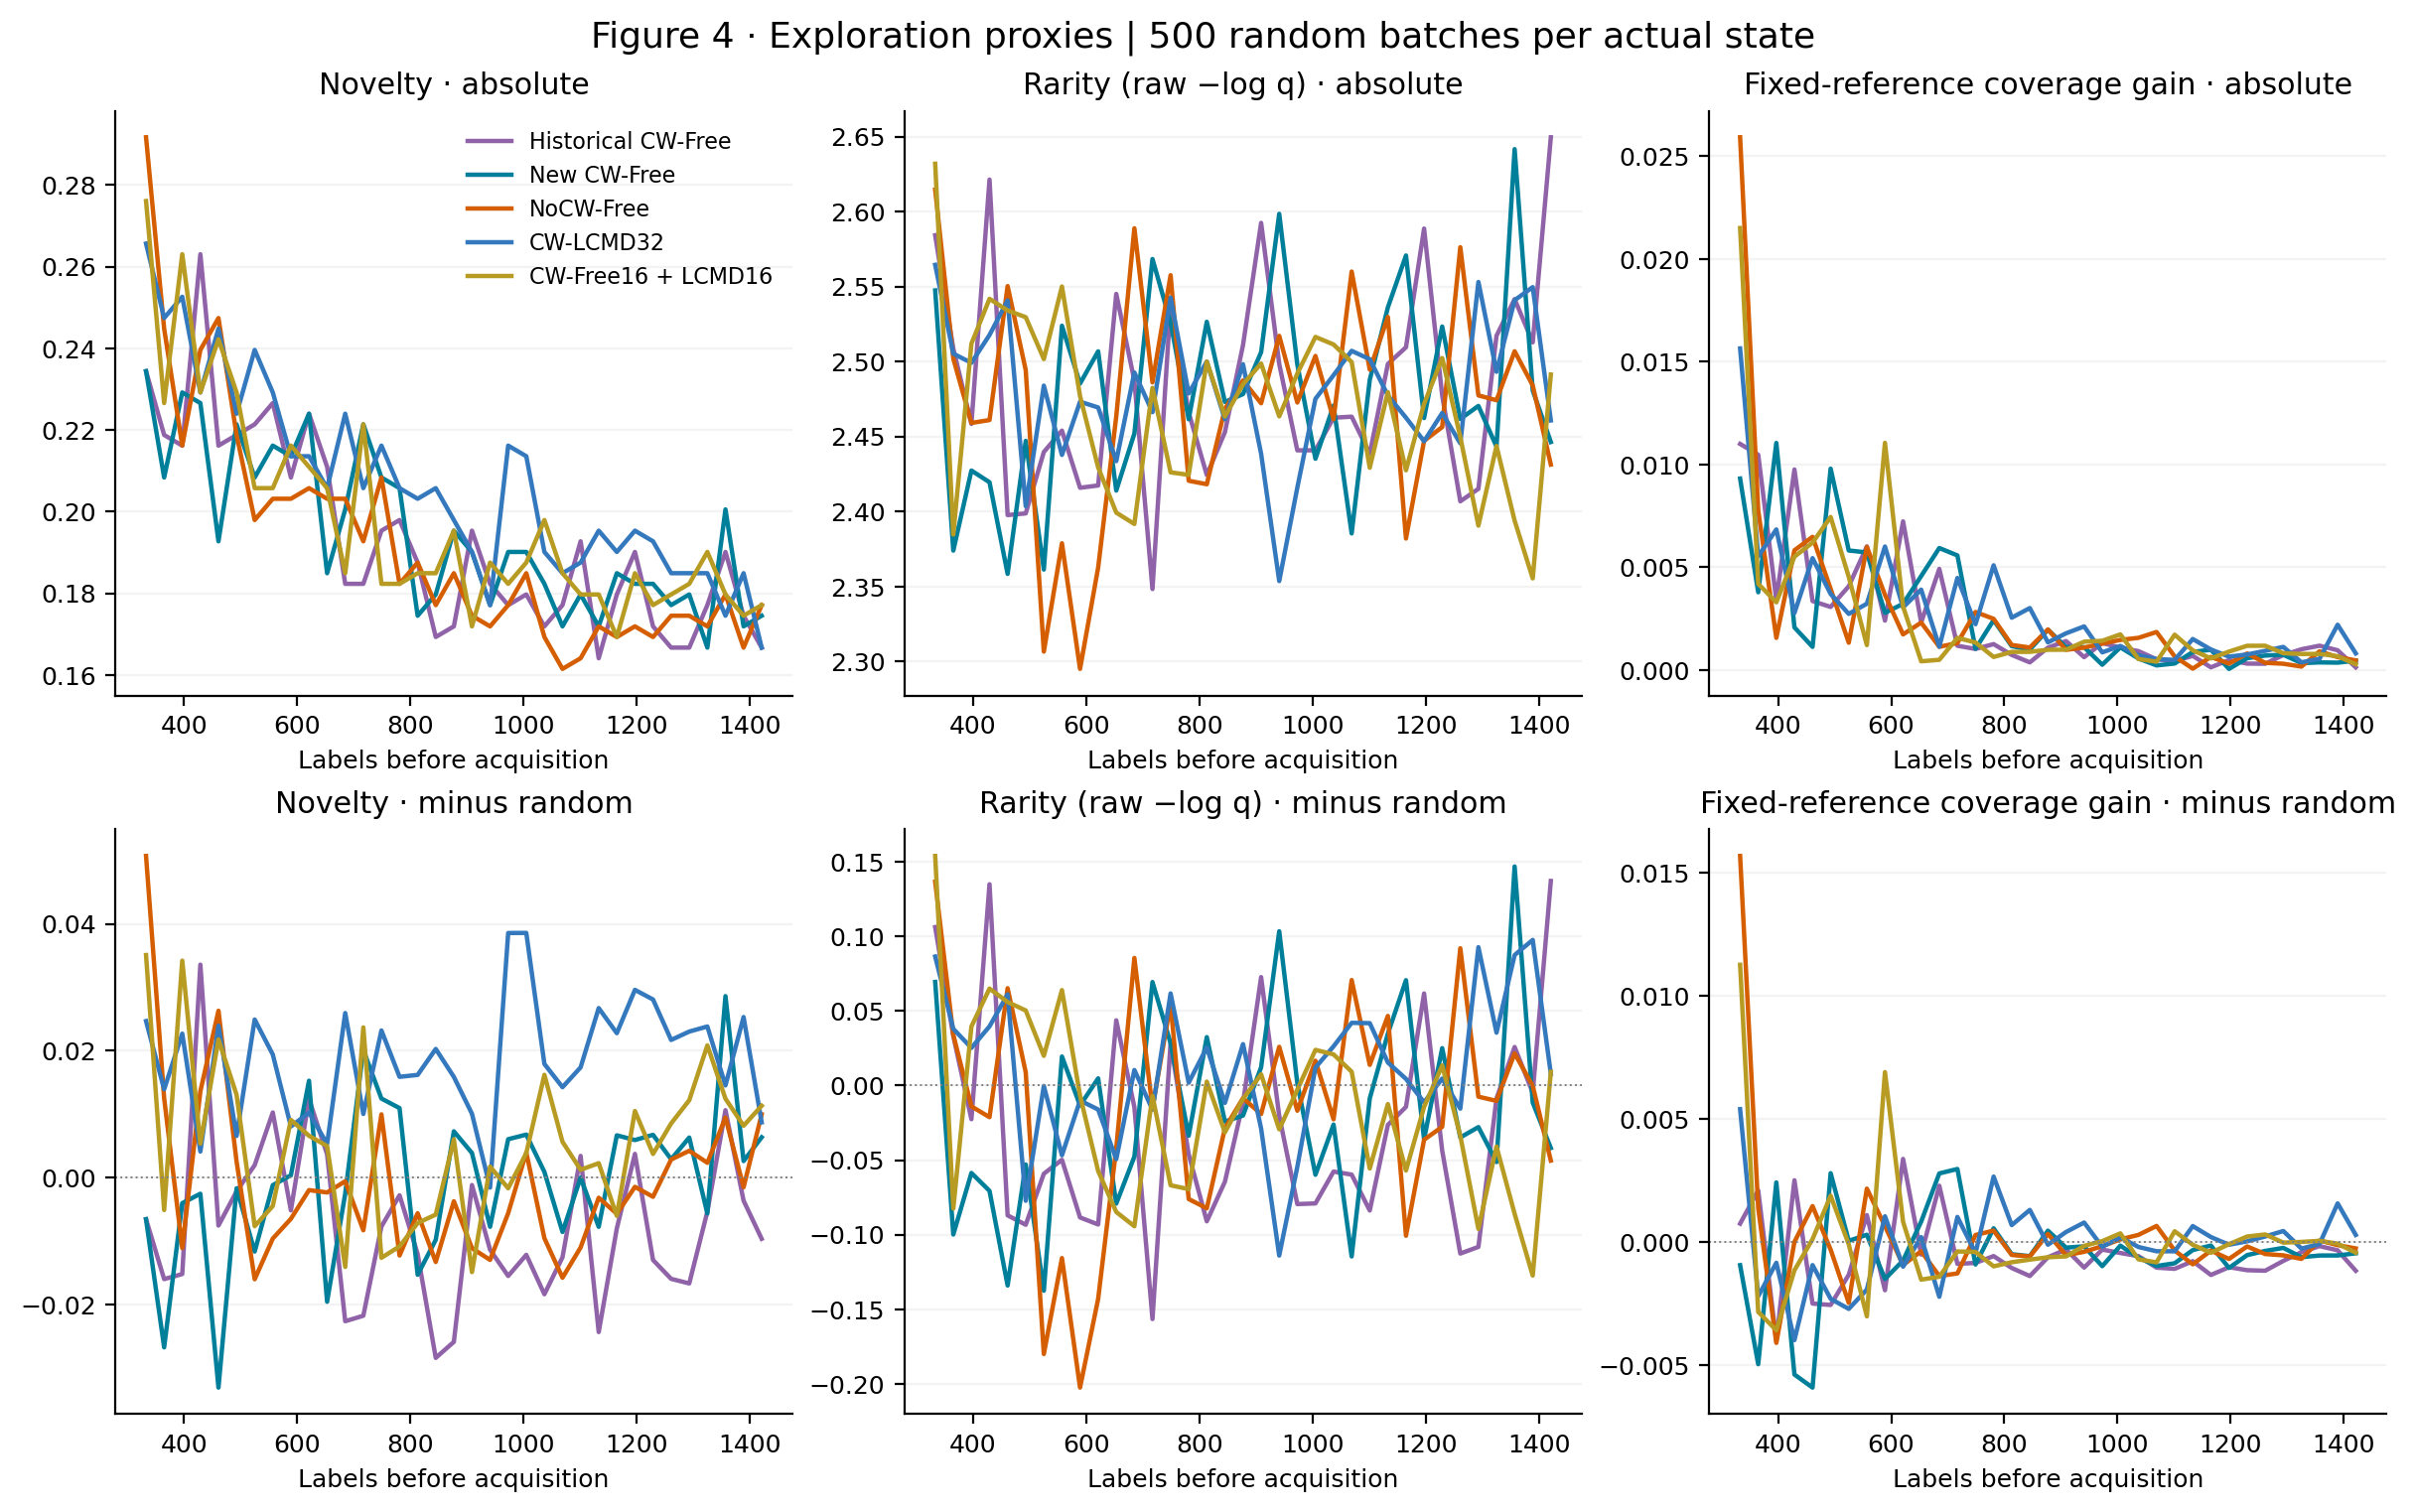 Figure 4 · Exploration proxies | 500 random batches per actual state
Novelty · absolute
0.28
0.26
0.24
0.22
0.20
0.18
0.16
Historical CW-Free
New CW-Free
NoCW-Free
CW-LCMD32
CW-Free16 + LCMD16
400 600 800 1000 1200 1400
Labels before acquisition
Rarity (raw −log q) · absolute
2.65
2.60
2.55
2.50
2.45
2.40
2.35
2.30
400 600 800 1000 1200 1400
Labels before acquisition
Fixed-reference coverage gain · absolute
0.025
0.020
0.015
0.010
0.005
0.000
400 600 800 1000 1200 1400
Labels before acquisition
Novelty · minus random
0.04
0.02
0.00
−0.02
400 600 800 1000 1200 1400
Labels before acquisition
Rarity (raw −log q) · minus random
0.15
0.10
0.05
0.00
−0.05
−0.10
−0.15
−0.20
400 600 800 1000 1200 1400
Labels before acquisition
Fixed-reference coverage gain · minus random
0.015
0.010
0.005
0.000
−0.005
400 600 800 1000 1200 1400
Labels before acquisition